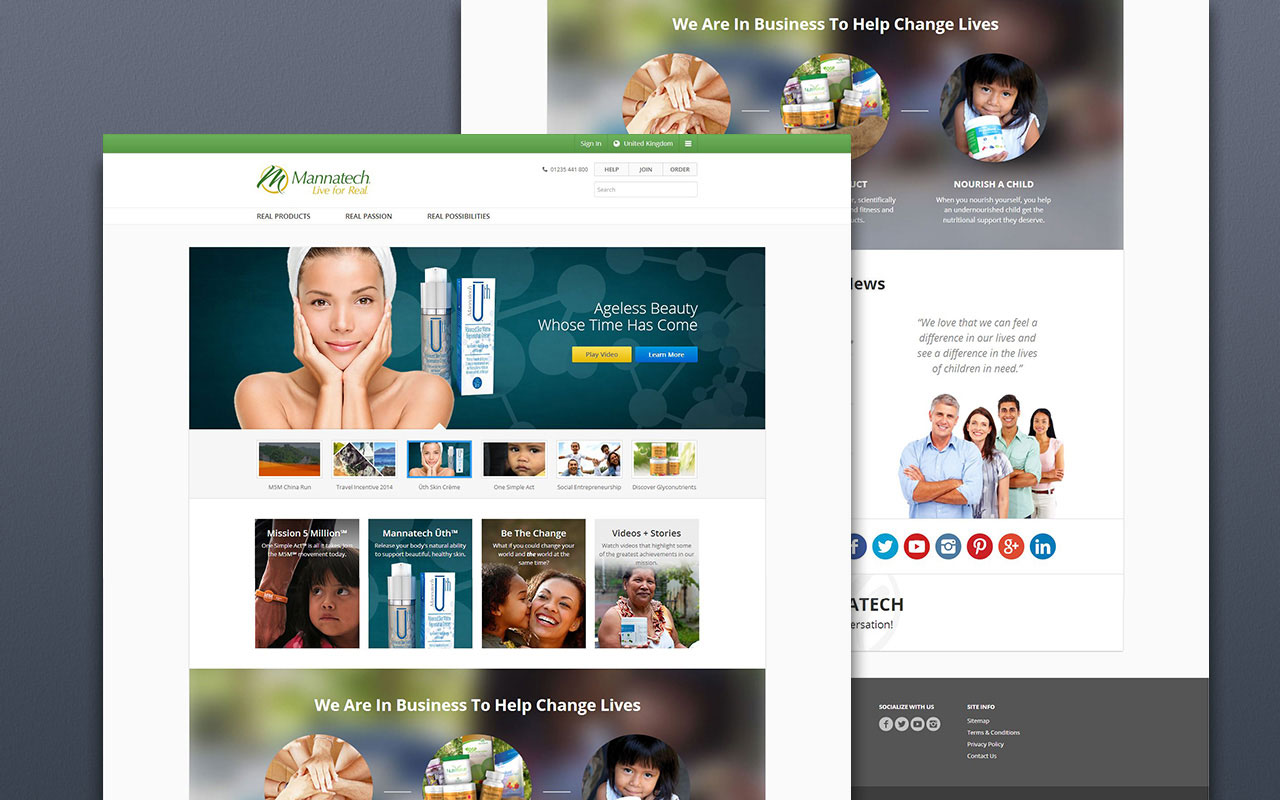 Sign In
United Kingdom
Mannatech
Live for Real.
01235 441 800
HELP
JOIN
ORDER
Search
REAL PRODUCTS
REAL PASSION
REAL POSSIBILITIES
Ageless Beauty
Whose Time Has Come
Play Video
Learn More
Mannatech
Ūth
M5M China Run
Travel Incentive 2014
Ūth Skin Crème
One Simple Act
Social Entrepreneurship
Discover Glyconutrients
Mission 5 Million™
One Simple Act™ is all it takes. Join
the M5M™ movement today.
Mannatech Ūth™
Release your body's natural ability
to support beautiful, healthy skin.
Be The Change
What if you could change your
world and the world at the
same time?
Videos + Stories
Watch videos that highlight some
of the greatest achievements in our
mission.
We Are In Business To Help Change Lives
We Are In Business To Help Change Lives
UCT
, scientifically
d fitness and
cts.
NOURISH A CHILD
When you nourish yourself, you help
an undernourished child get the
nutritional support they deserve.
News
“We love that we can feel a
difference in our lives and
see a difference in the lives
of children in need.”
ATECH
ersation!
SOCIALIZE WITH US
SITE INFO
Sitemap
Terms & Conditions
Privacy Policy
Contact Us